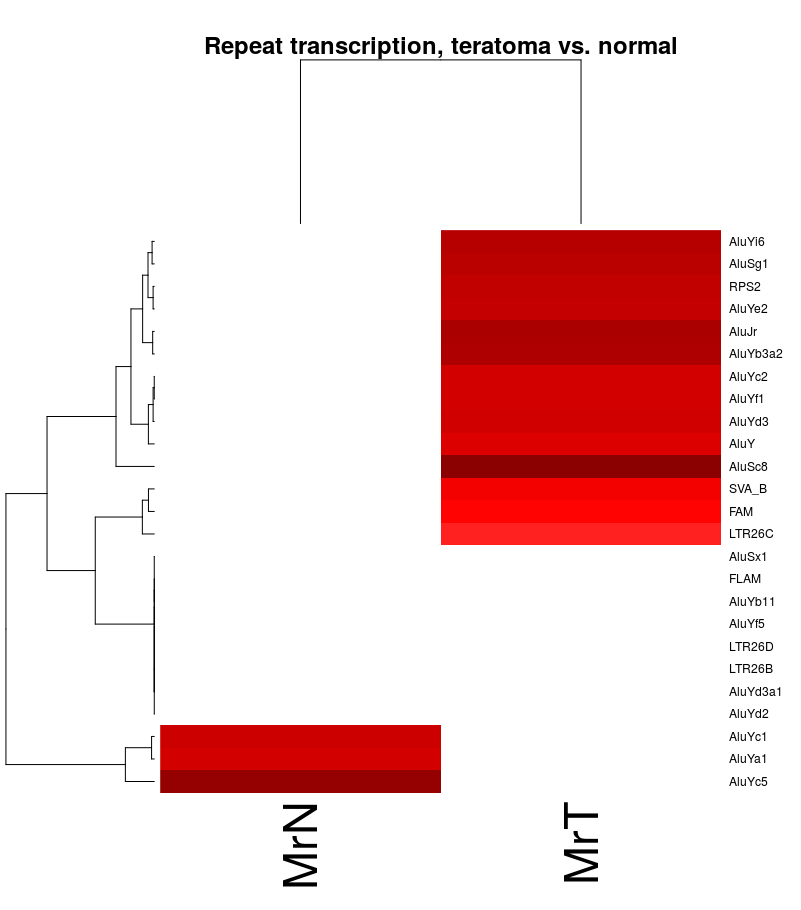 Repeat transcription, teratoma vs. normal
AluYi6
AluSg1
RPS2
AluYe2
AluJr
AluYb3a2
AluYc2
AluYf1
AluYd3
AluY
AluSc8
SVA_B
FAM
LTR26C
AluSx1
FLAM
AluYb11
AluYf5
LTR26D
LTR26B
AluYd3a1
AluYd2
AluYc1
AluYa1
AluYc5
MrN
MrT